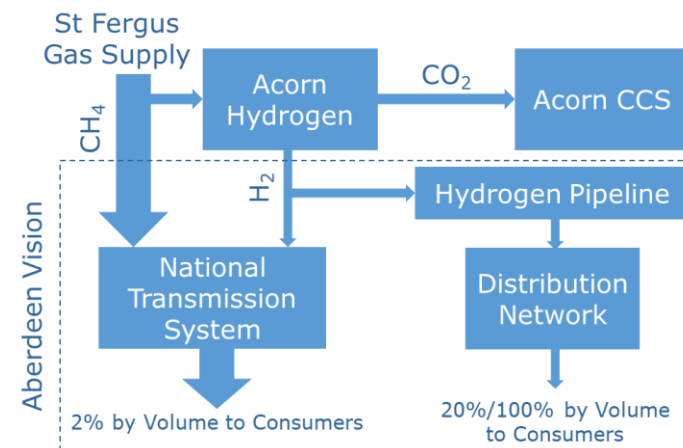 St Fergus
Gas Supply
CH₄
Acorn
Hydrogen
CO₂
Acorn CCS
H₂
Hydrogen Pipeline
Aberdeen Vision
National
Transmission
System
Distribution
Network
2% by Volume to Consumers
20%/100% by Volume
to Consumers